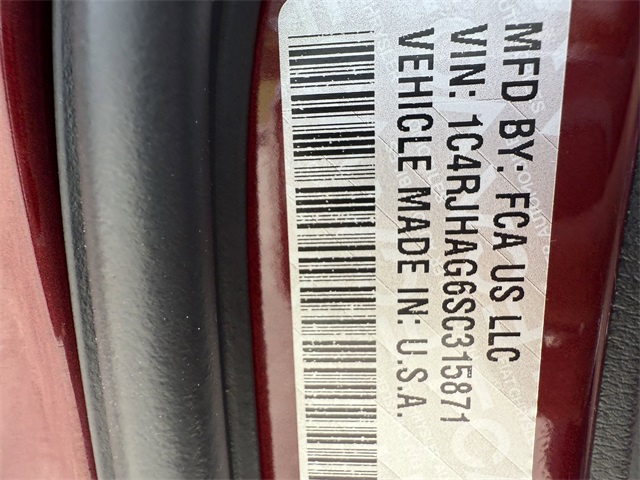 MFD BY: FCA US LLC
VIN: 1C4RJHAG6SC315871
VEHICLE MADE IN: U.S.A.